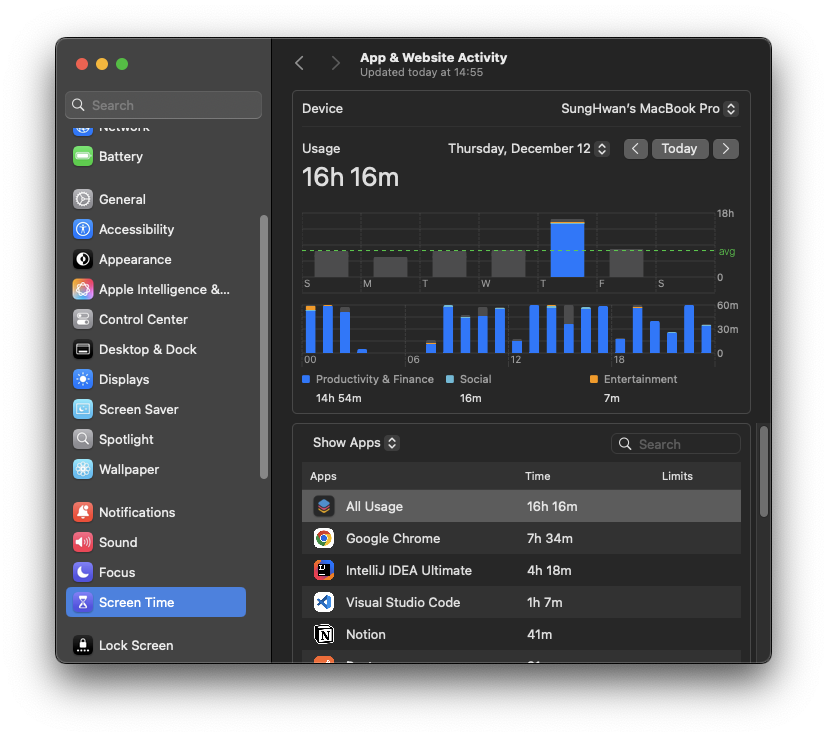 App & Website Activity
Updated today at 14:55
Search
Network
Battery
General
Accessibility
Appearance
Apple Intelligence &...
Control Center
Desktop & Dock
Displays
Screen Saver
Spotlight
Wallpaper
Notifications
Sound
Focus
Screen Time
Lock Screen
Device SungHwan's MacBook Pro
Usage Thursday, December 12 Today
16h 16m
18h
avg
0
S M T W T F S
60m
30m
0
00 06 12 18
Productivity & Finance Social Entertainment
14h 54m 16m 7m
Show Apps Search
Apps Time Limits
All Usage 16h 16m
Google Chrome 7h 34m
IntelliJ IDEA Ultimate 4h 18m
Visual Studio Code 1h 7m
Notion 41m